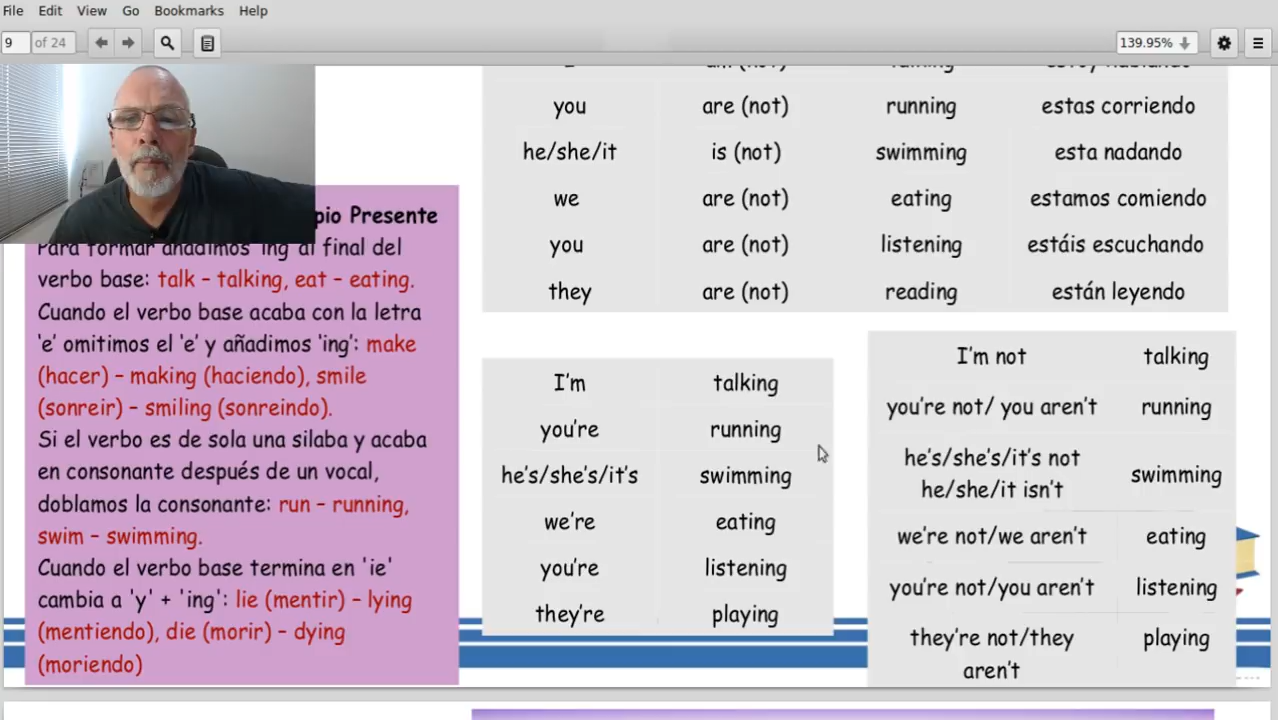 File Edit View Go Bookmarks Help
9 of 24
139.95%
you are (not) running estas corriendo
he/she/it is (not) swimming esta nadando
we are (not) eating estamos comiendo
you are (not) listening estáis escuchando
they are (not) reading están leyendo
pio Presente
Para formar añadimos 'ing al final del
verbo base: talk – talking, eat – eating.
Cuando el verbo base acaba con la letra
'e' omitimos el 'e' y añadimos 'ing': make
(hacer) – making (haciendo), smile
(sonreir) – smiling (sonreindo).
Si el verbo es de sola una silaba y acaba
en consonante después de un vocal,
doblamos la consonante: run – running,
swim – swimming.
Cuando el verbo base termina en 'ie'
cambia a 'y' + 'ing': lie (mentir) – lying
(mentiendo), die (morir) – dying
(moriendo)
I'm talking
you're running
he's/she's/it's swimming
we're eating
you're listening
they're playing
I'm not talking
you're not/ you aren't running
he's/she's/it's not
he/she/it isn't swimming
we're not/we aren't eating
you're not/you aren't listening
they're not/they playing
aren't